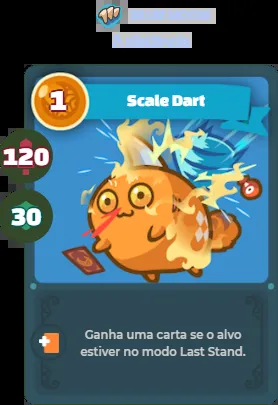 1
Scale Dart
120
30
Ganha uma carta se o alvo
estiver no modo Last Stand.